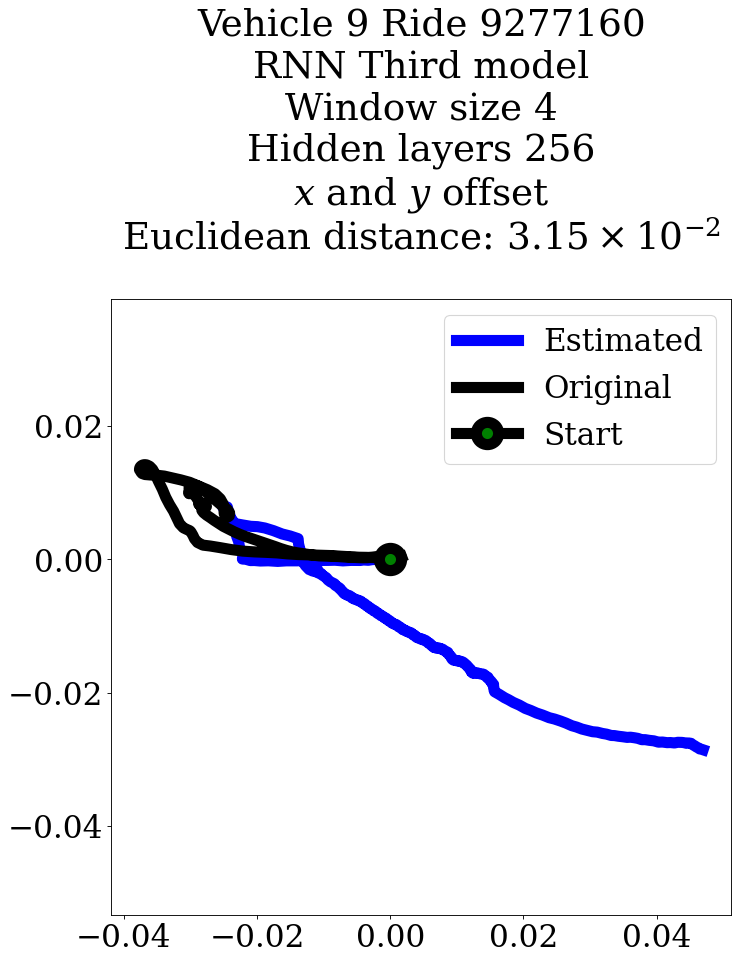 Vehicle 9 Ride 9277160
RNN Third model
Window size 4
Hidden layers 256
x and y offset
Euclidean distance: 3.15 × 10⁻²
Estimated
Original
Start
0.02
0.00
−0.02
−0.04
−0.04 −0.02 0.00 0.02 0.04